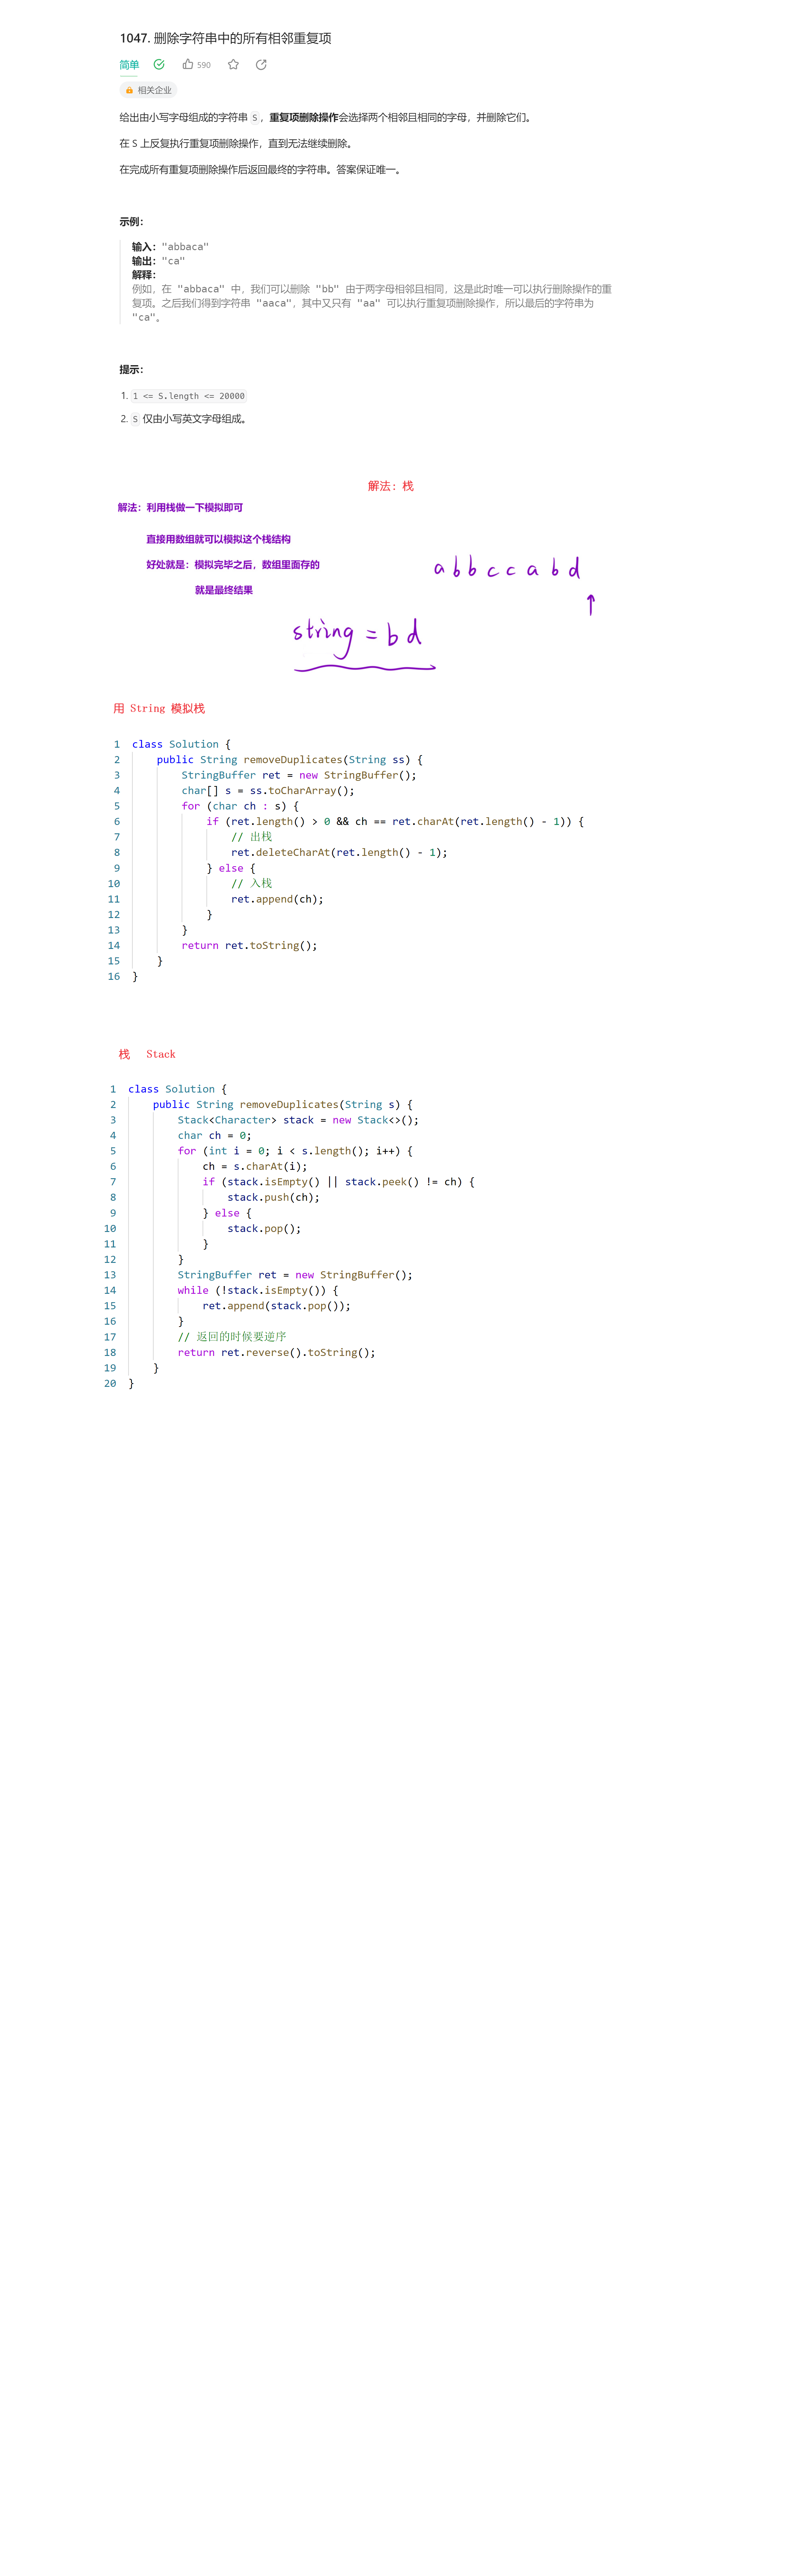 1047. 删除字符串中的所有相邻重复项
简单 590
相关企业
给出由小写字母组成的字符串 S，重复项删除操作会选择两个相邻且相同的字母，并删除它们。
在 S 上反复执行重复项删除操作，直到无法继续删除。
在完成所有重复项删除操作后返回最终的字符串。答案保证唯一。
示例：
输入："abbaca"
输出："ca"
解释：
例如，在 "abbaca" 中，我们可以删除 "bb" 由于两字母相邻且相同，这是此时唯一可以执行删除操作的重
复项。之后我们得到字符串 "aaca"，其中又只有 "aa" 可以执行重复项删除操作，所以最后的字符串为
"ca"。
提示：
1. 1 <= S.length <= 20000
2. S 仅由小写英文字母组成。
解法：栈
解法：利用栈做一下模拟即可
直接用数组就可以模拟这个栈结构
好处就是：模拟完毕之后，数组里面存的
就是最终结果
a b b c c a b d
string = b d
用 String 模拟栈
1 class Solution {
2 public String removeDuplicates(String ss) {
3 StringBuffer ret = new StringBuffer();
4 char[] s = ss.toCharArray();
5 for (char ch : s) {
6 if (ret.length() > 0 && ch == ret.charAt(ret.length() - 1)) {
7 // 出栈
8 ret.deleteCharAt(ret.length() - 1);
9 } else {
10 // 入栈
11 ret.append(ch);
12 }
13 }
14 return ret.toString();
15 }
16 }
栈 Stack
1 class Solution {
2 public String removeDuplicates(String s) {
3 Stack<Character> stack = new Stack<>();
4 char ch = 0;
5 for (int i = 0; i < s.length(); i++) {
6 ch = s.charAt(i);
7 if (stack.isEmpty() || stack.peek() != ch) {
8 stack.push(ch);
9 } else {
10 stack.pop();
11 }
12 }
13 StringBuffer ret = new StringBuffer();
14 while (!stack.isEmpty()) {
15 ret.append(stack.pop());
16 }
17 // 返回的时候要逆序
18 return ret.reverse().toString();
19 }
20 }